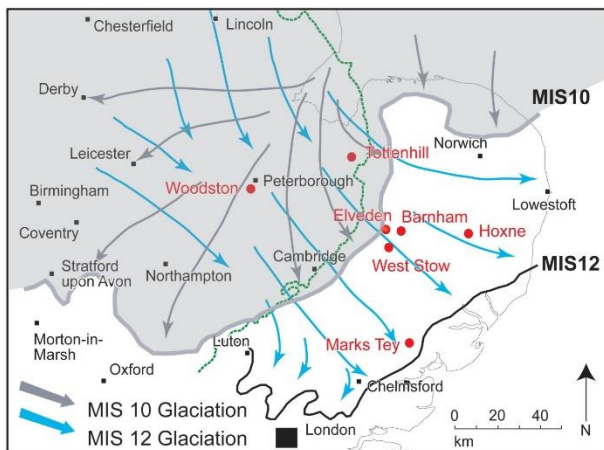 Chesterfield
Lincoln
MIS10
Derby
Norwich
Tottenhill
Leicester
Peterborough
Woodston
Lowestoft
Birmingham
Elveden
Barnham
Hoxne
Coventry
West Stow
Cambridge
Stratford
upon Avon
Northampton
MIS12
Morton-in-
Marsh
Luton
Marks Tey
Oxford
Chelmsford
MIS 10 Glaciation
MIS 12 Glaciation
London
0 20 40
km
N